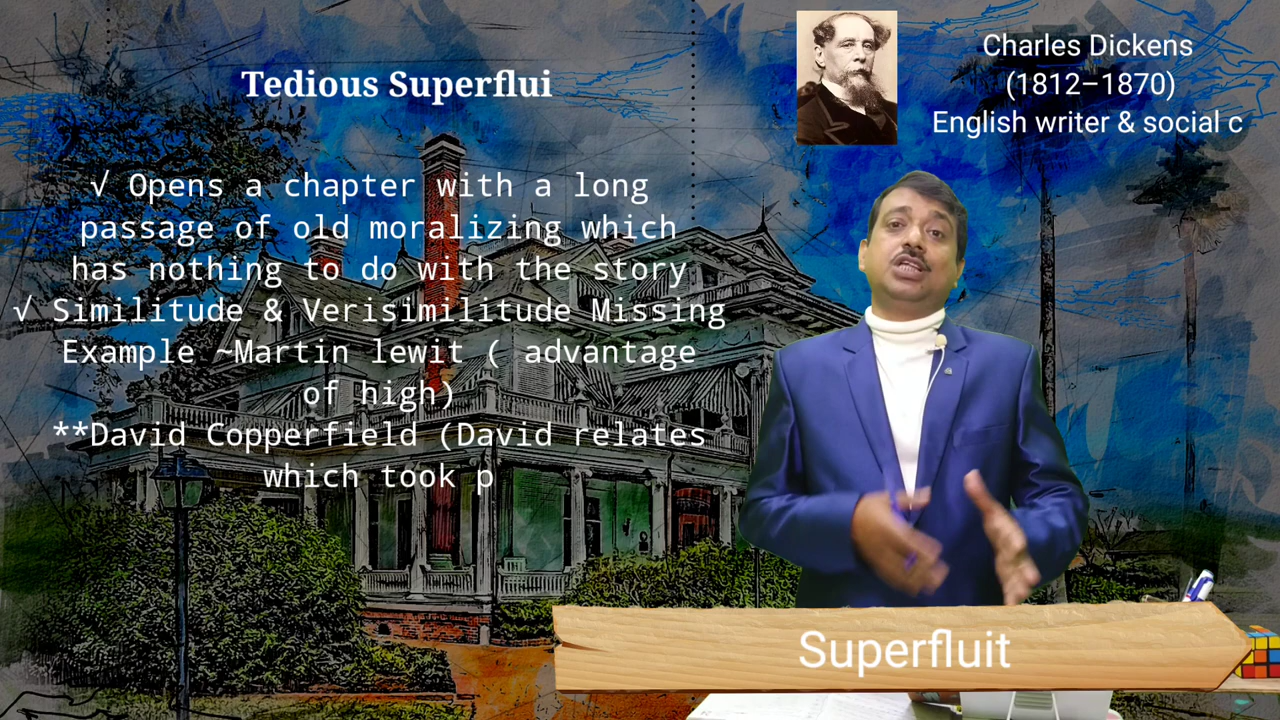 Tedious Superflui
√ Opens a chapter with a long
passage of old moralizing which
has nothing to do with the story
√ Similitude & Verisimilitude Missing
Example ~Martin lewit ( advantage
of high)
**David Copperfield (David relates
which took p
Charles Dickens
(1812–1870)
English writer & social c
Superfluit